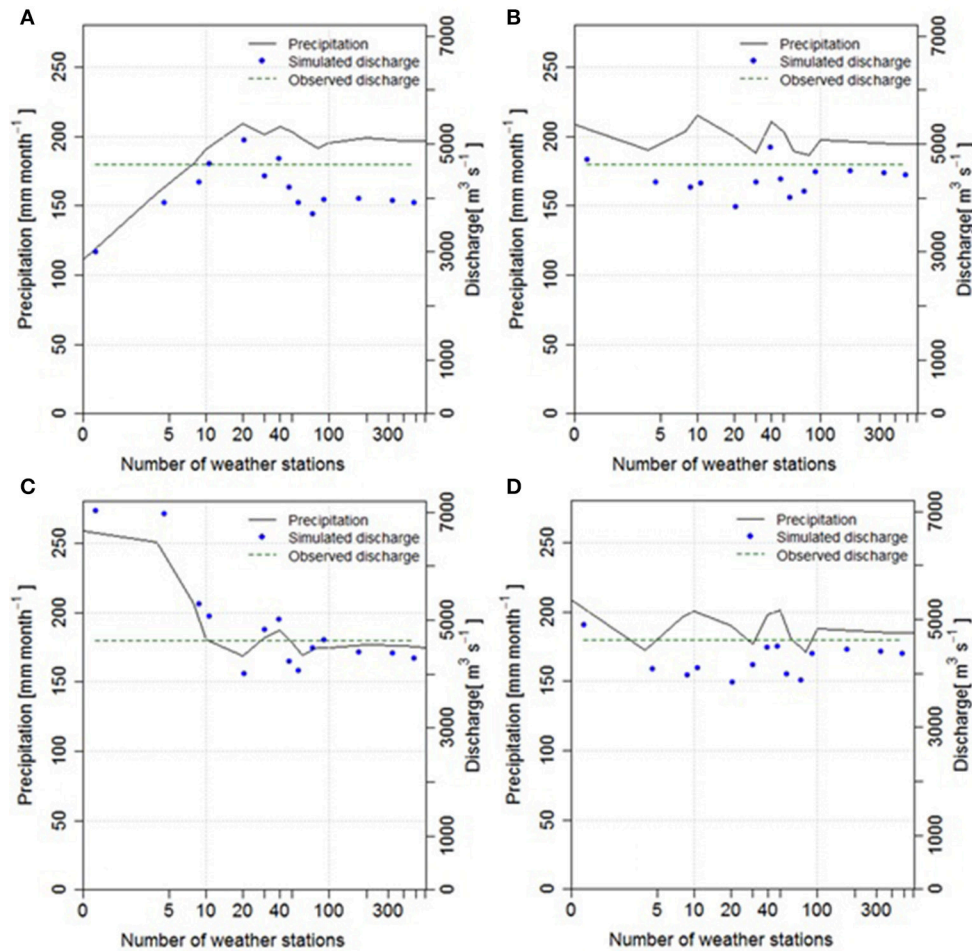 A
Precipitation
Simulated discharge
Observed discharge
Precipitation [mm month⁻¹ ]
0 50 100 150 200 250
Discharge[ m³ s⁻¹ ]
0 1000 3000 5000 7000
0 5 10 20 40 100 300
Number of weather stations
B
Precipitation
Simulated discharge
Observed discharge
Precipitation [mm month⁻¹ ]
0 50 100 150 200 250
Discharge[ m³ s⁻¹ ]
0 1000 3000 5000 7000
0 5 10 20 40 100 300
Number of weather stations
C
Precipitation
Simulated discharge
Observed discharge
Precipitation [mm month⁻¹ ]
0 50 100 150 200 250
Discharge[ m³ s⁻¹ ]
0 1000 3000 5000 7000
0 5 10 20 40 100 300
Number of weather stations
D
Precipitation
Simulated discharge
Observed discharge
Precipitation [mm month⁻¹ ]
0 50 100 150 200 250
Discharge[ m³ s⁻¹ ]
0 1000 3000 5000 7000
0 5 10 20 40 100 300
Number of weather stations